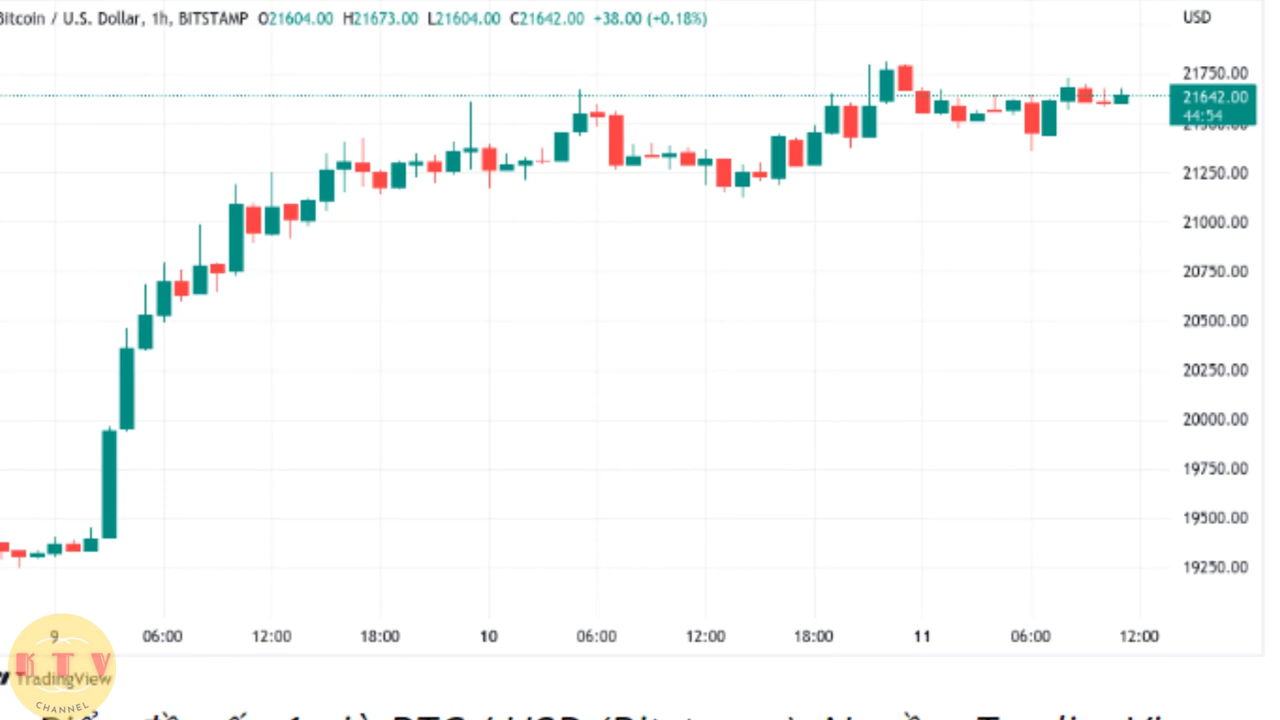 Bitcoin / U.S. Dollar, 1h, BITSTAMP O21604.00 H21673.00 L21604.00 C21642.00 +38.00 (+0.18%)
USD
21750.00
21642.00
44:54
21500.00
21250.00
21000.00
20750.00
20500.00
20250.00
20000.00
19750.00
19500.00
19250.00
9 06:00 12:00 18:00 10 06:00 12:00 18:00 11 06:00 12:00
KTV
TradingView
CHANNEL